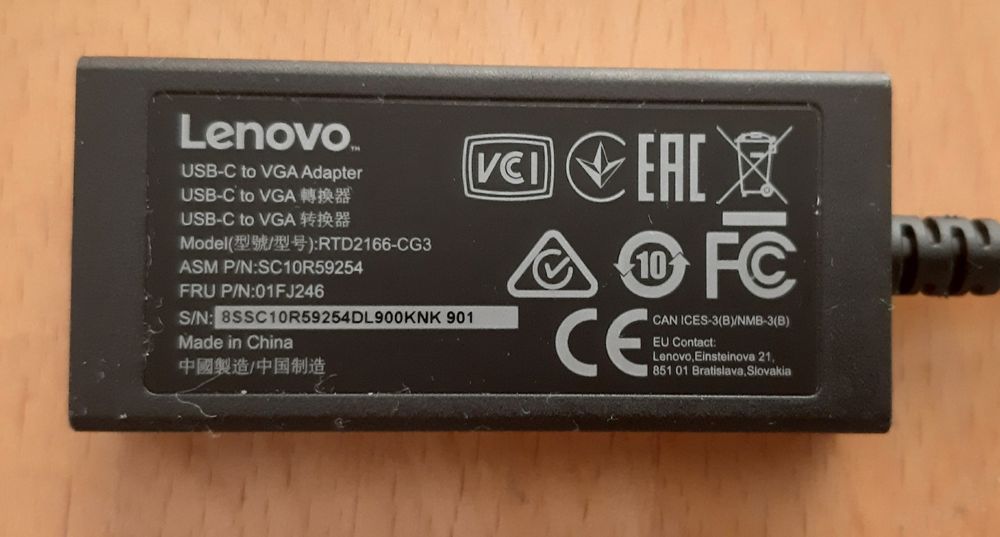 Lenovo™
USB-C to VGA Adapter
USB-C to VGA 轉換器
USB-C to VGA 转换器
Model(型號/型号):RTD2166-CG3
ASM P/N:SC10R59254
FRU P/N:01FJ246
S/N: 8SSC10R59254DL900KNK 901
Made in China
中國製造/中国制造
VCI
EAC
10
FC
CE
CAN ICES-3(B)/NMB-3(B)
EU Contact:
Lenovo,Einsteinova 21,
851 01 Bratislava,Slovakia